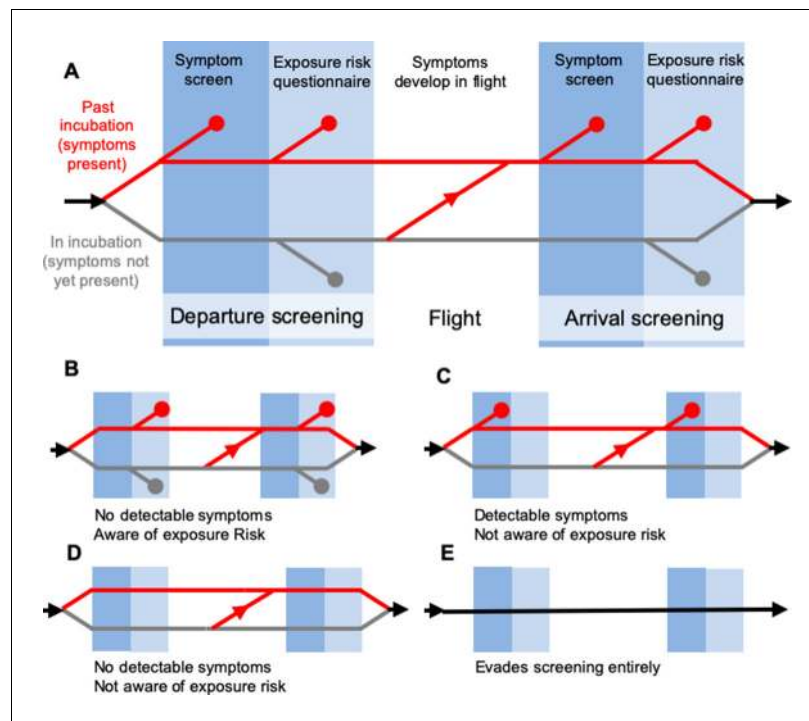 A
Symptom
screen
Exposure risk
questionnaire
Symptoms
develop in flight
Symptom
screen
Exposure risk
questionnaire
Past
incubation
(symptoms
present)
In incubation
(symptoms not
yet present)
Departure screening
Flight
Arrival screening
B
No detectable symptoms
Aware of exposure Risk
C
Detectable symptoms
Not aware of exposure risk
D
No detectable symptoms
Not aware of exposure risk
E
Evades screening entirely